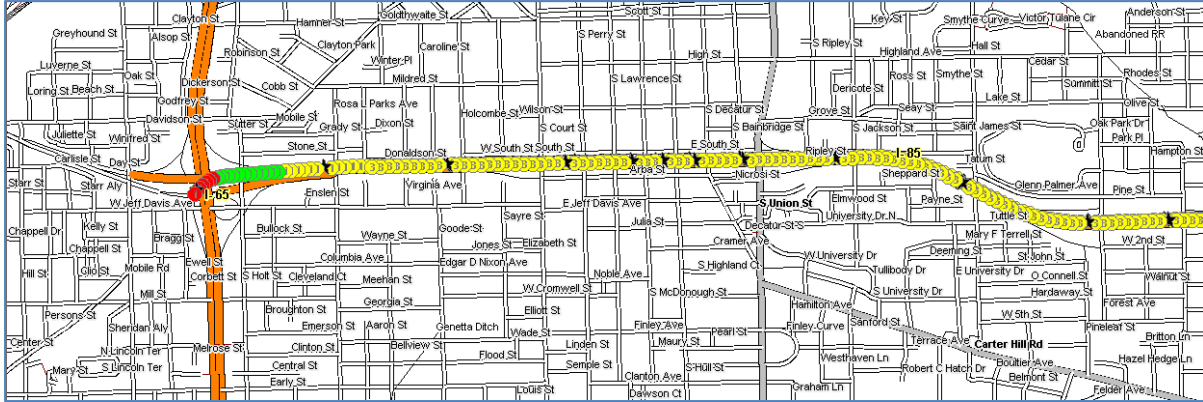 Clayton St
Hamner St
Goldthwaite St
Scott St
Key St
Smythe Curve
Victor Tulane Cir
Anderson St
Greyhound St
Alsop St
Robinson St
Clayton Park
Caroline St
S Perry St
S Ripley St
Highland Ave
Hall St
Abandoned RR
Luverne St
Winter Pl
High St
Cedar St
Oak St
Dickerson St
Cobb St
Mildred St
S Lawrence St
Ross St
Smythe St
Summitt St
Rhodes St
Loring St
Beach St
Dericote St
Godfrey St
Rosa L Parks Ave
Holcombe St
Wilson St
S Decatur St
Grove St
Seay St
Lake St
Olive St
Davidson St
Mobile St
Sutter St
Grady St
Dixon St
S Court St
S Bainbridge St
S Jackson St
Saint James St
Oak Park Dr
Juliette St
Winifred St
Park Pl
Stone St
Donaldson St
W South St
South St
E South St
Ripley St
I-85
Tatum St
Hampton St
Carlisle St
Day St
Arba St
Nicrosi St
Sheppard St
Starr St
Starr Aly
I-65
Enslen St
Virginia Ave
Glenn Palmer Ave
Pine St
W Jeff Davis Ave
E Jeff Davis Ave
S Union St
Elmwood St
Payne St
Chappell Dr
Kelly St
Bullock St
Sayre St
Julia St
University Dr N
Tuttle St
Bragg St
Wayne St
Goode St
Decatur St S
Mary F Terrell St
W 2nd St
Chappell St
Jones St
Elizabeth St
Cramer Ave
Deeming St
St John St
Ewell St
Columbia Ave
Edgar D Nixon Ave
W University Dr
Hill St
Glio St
Mobile Rd
Corbett St
S Holt St
Cleveland Ct
Meehan St
Noble Ave
S Highland Ct
Tullibody Dr
E University Dr
O Connell St
Walnut St
Mill St
Georgia St
W Cromwell St
S McDonough St
S University Dr
Hardaway St
Persons St
Broughton St
Elliott St
Hamilton Ave
Forest Ave
Sheridan Aly
Emerson St
Aaron St
Genetta Ditch
Wade St
Finley Ave
Pearl St
Finley Curve
Sanford St
W 5th St
Pineleaf St
Center St
N Lincoln Ter
Melrose St
Clinton St
Bellview St
Linden St
Maury St
Terrace Ave
Carter Hill Rd
Britton Ln
Mary St
S Lincoln Ter
Central St
Flood St
Semple St
S Hull St
Westhaven Ln
Robert C Hatch Dr
Boultier Ave
Hazel Hedge Ln
Early St
Louis St
Clanton Ave
Dawson Ct
Graham Ln
Belmont St
Felder Ave